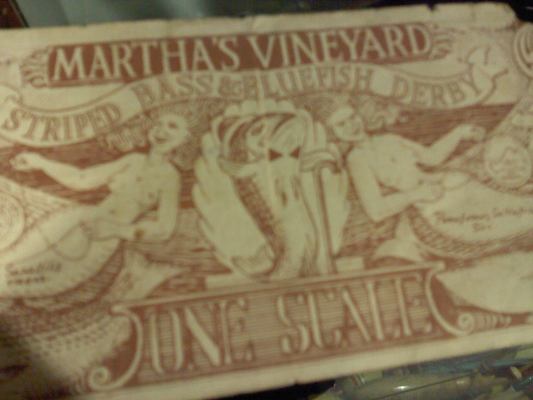 MARTHA'S VINEYARD
STRIPED BASS & BLUEFISH DERBY
ONE SCALE